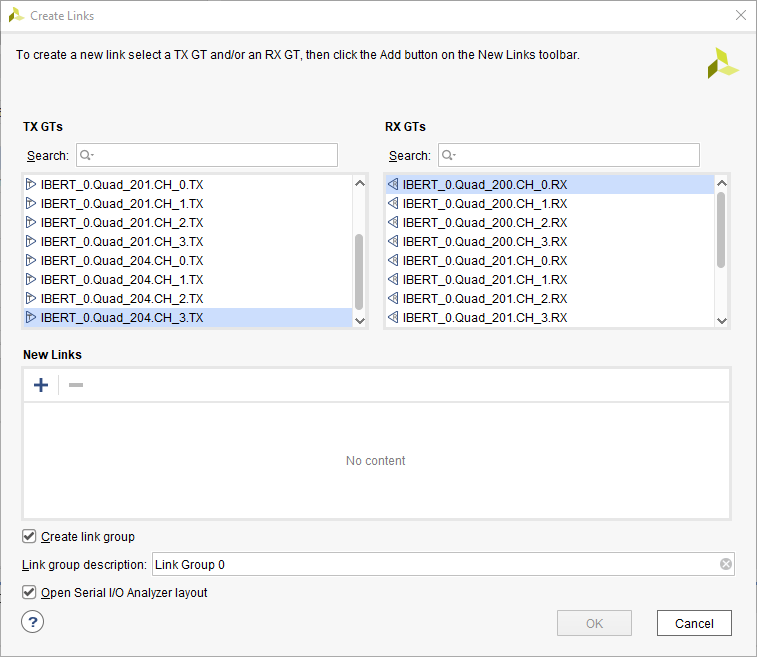 Create Links
To create a new link select a TX GT and/or an RX GT, then click the Add button on the New Links toolbar.
TX GTs
Search:
IBERT_0.Quad_201.CH_0.TX
IBERT_0.Quad_201.CH_1.TX
IBERT_0.Quad_201.CH_2.TX
IBERT_0.Quad_201.CH_3.TX
IBERT_0.Quad_204.CH_0.TX
IBERT_0.Quad_204.CH_1.TX
IBERT_0.Quad_204.CH_2.TX
IBERT_0.Quad_204.CH_3.TX
RX GTs
Search:
IBERT_0.Quad_200.CH_0.RX
IBERT_0.Quad_200.CH_1.RX
IBERT_0.Quad_200.CH_2.RX
IBERT_0.Quad_200.CH_3.RX
IBERT_0.Quad_201.CH_0.RX
IBERT_0.Quad_201.CH_1.RX
IBERT_0.Quad_201.CH_2.RX
IBERT_0.Quad_201.CH_3.RX
New Links
No content
Create link group
Link group description: Link Group 0
Open Serial I/O Analyzer layout
?
OK
Cancel